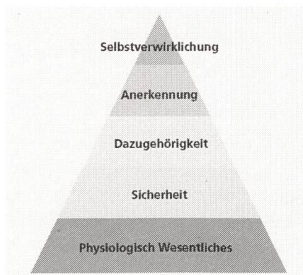 Selbstverwirklichung
Anerkennung
Dazugehörigkeit
Sicherheit
Physiologisch Wesentliches